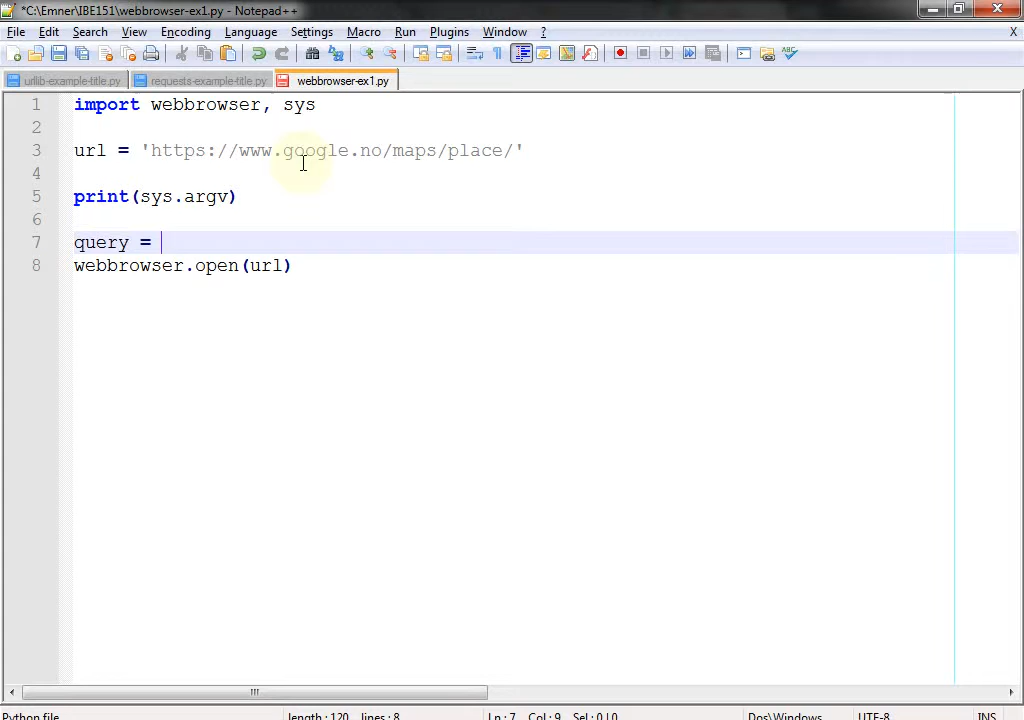 *C:\Emner\IBE151\webbrowser-ex1.py - Notepad++
File Edit Search View Encoding Language Settings Macro Run Plugins Window ? X
urllib-example-title.py requests-example-title.py webbrowser-ex1.py
1 import webbrowser, sys
2
3 url = 'https://www.google.no/maps/place/'
4
5 print(sys.argv)
6
7 query =
8 webbrowser.open(url)
Python file length : 120 lines : 8 Ln : 7 Col : 9 Sel : 0 | 0 Dos\Windows UTF-8 INS